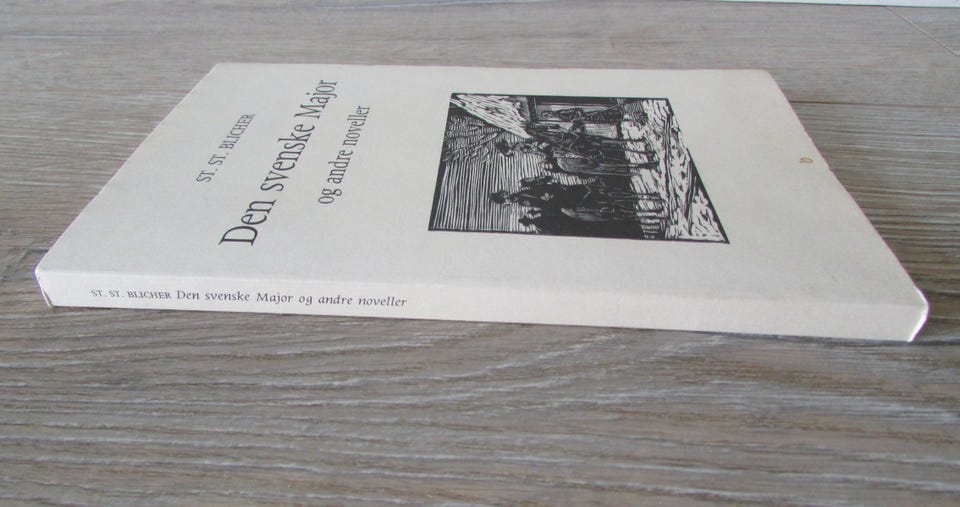 ST. ST. BLICHER
Den svenske Major
og andre noveller
ST. ST. BLICHER Den svenske Major og andre noveller